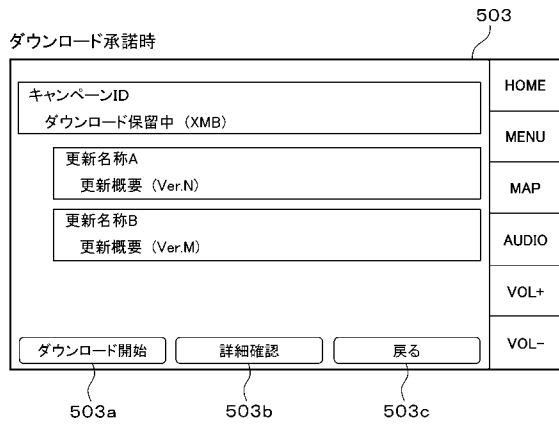 503
ダウンロード承諾時
キャンペーンID
ダウンロード保留中（XMB）
更新名称A
更新概要（Ver.N）
更新名称B
更新概要（Ver.M）
ダウンロード開始
詳細確認
戻る
HOME
MENU
MAP
AUDIO
VOL+
VOL−
503a
503b
503c